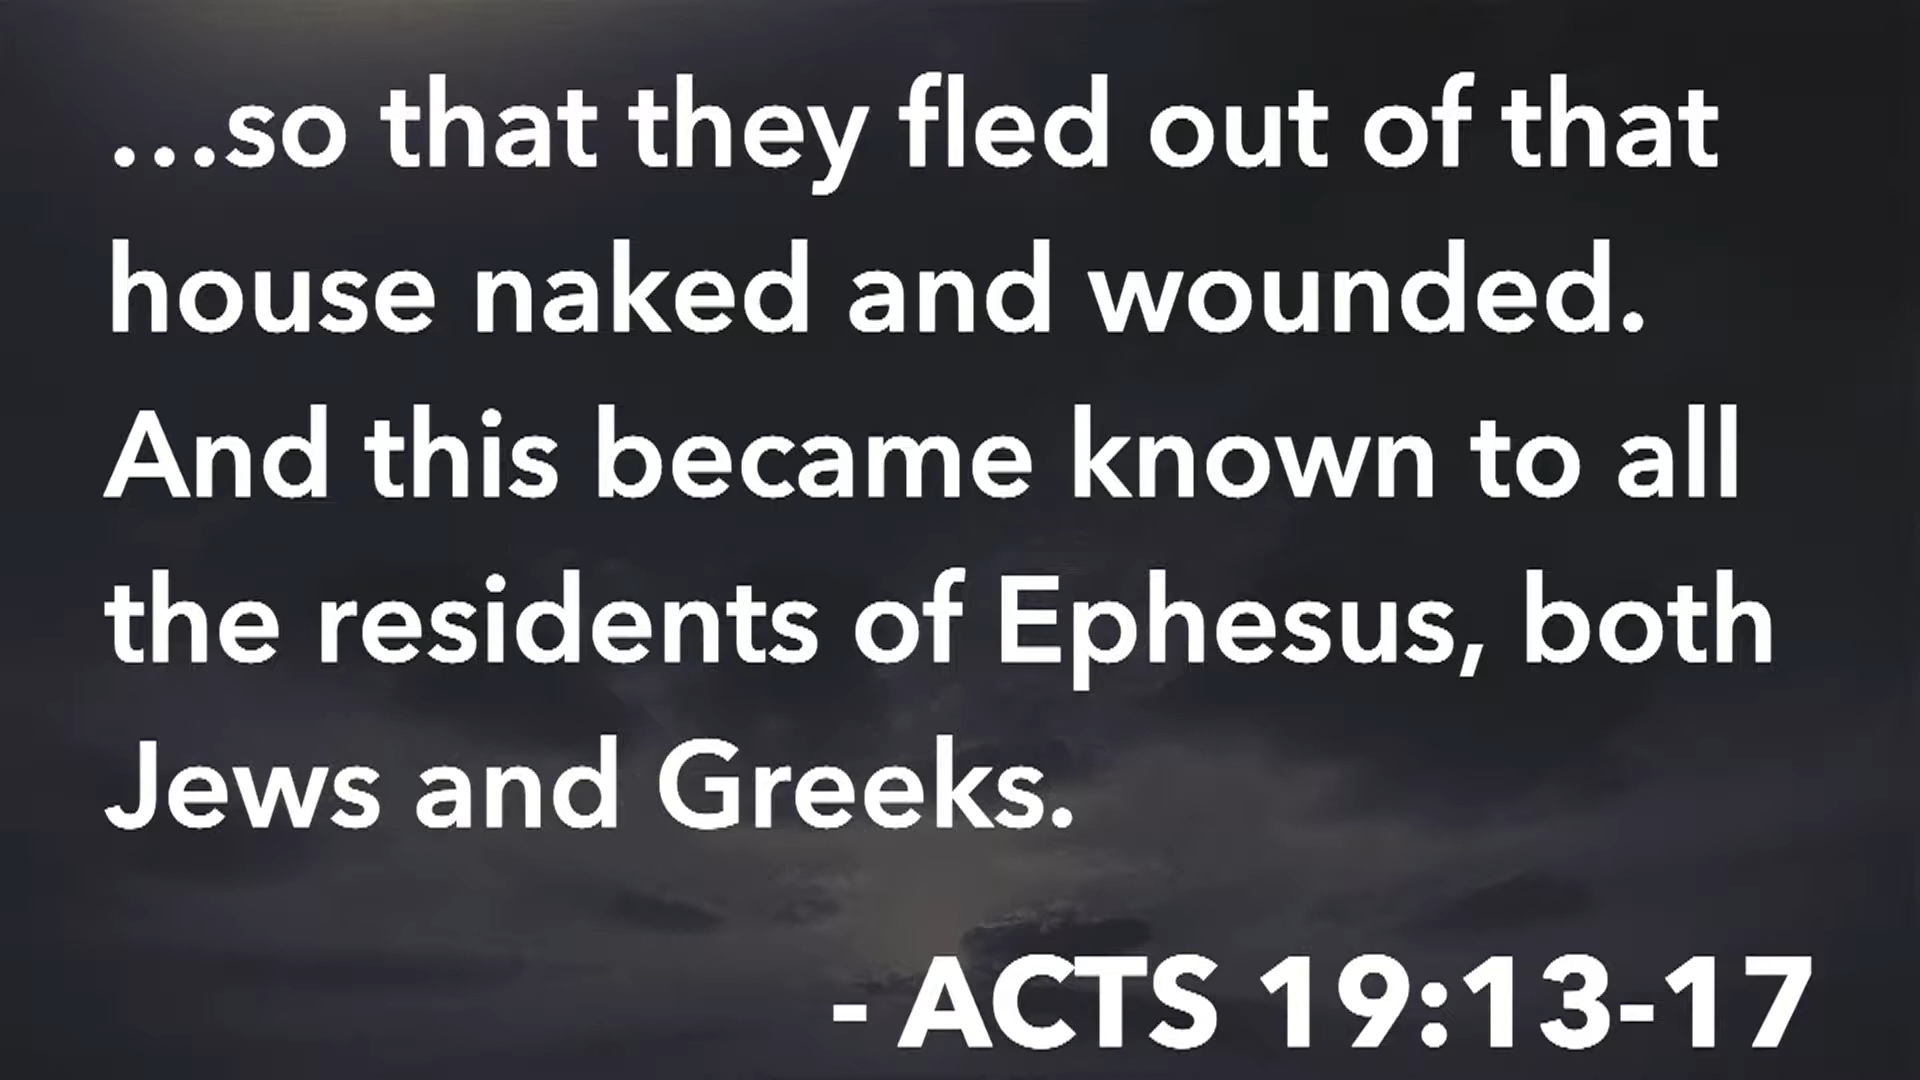 ...so that they fled out of that
house naked and wounded.
And this became known to all
the residents of Ephesus, both
Jews and Greeks.
- ACTS 19:13-17